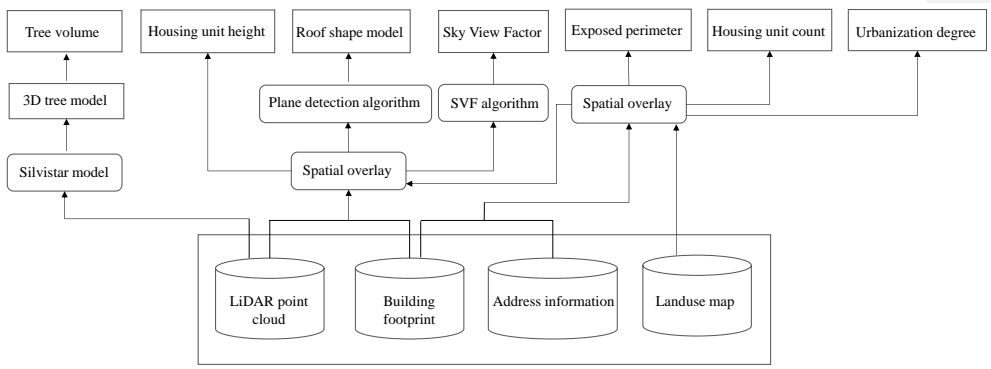 Tree volume
Housing unit height
Roof shape model
Sky View Factor
Exposed perimeter
Housing unit count
Urbanization degree
3D tree model
Plane detection algorithm
SVF algorithm
Spatial overlay
Silvistar model
Spatial overlay
LiDAR point
cloud
Building
footprint
Address information
Landuse map